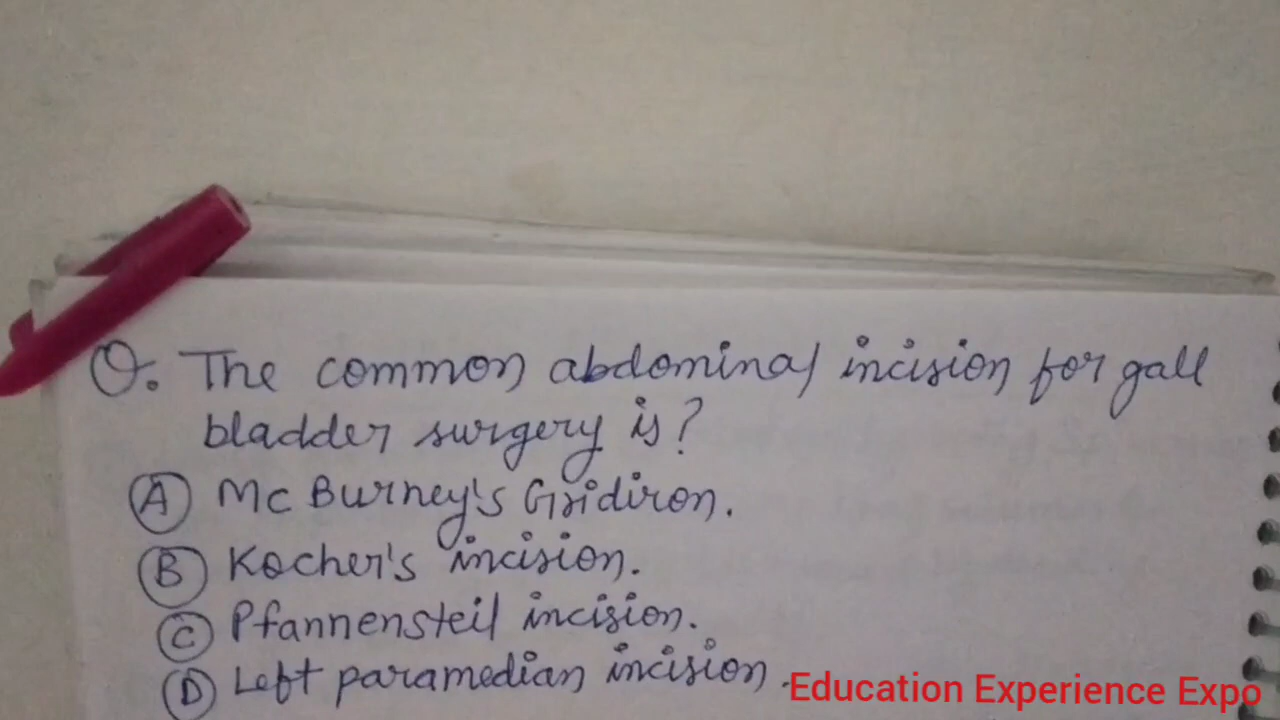 Q. The common abdominal incision for gall
bladder surgery is?
A Mc Burney's Gridiron.
B Kocher's incision.
C Pfannensteil incision.
D Left paramedian incision.
Education Experience Expo